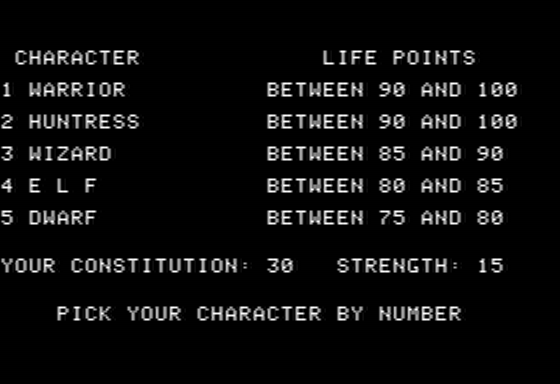 CHARACTER LIFE POINTS
1 WARRIOR BETWEEN 90 AND 100
2 HUNTRESS BETWEEN 90 AND 100
3 WIZARD BETWEEN 85 AND 90
4 E L F BETWEEN 80 AND 85
5 DWARF BETWEEN 75 AND 80
YOUR CONSTITUTION: 30 STRENGTH: 15
PICK YOUR CHARACTER BY NUMBER